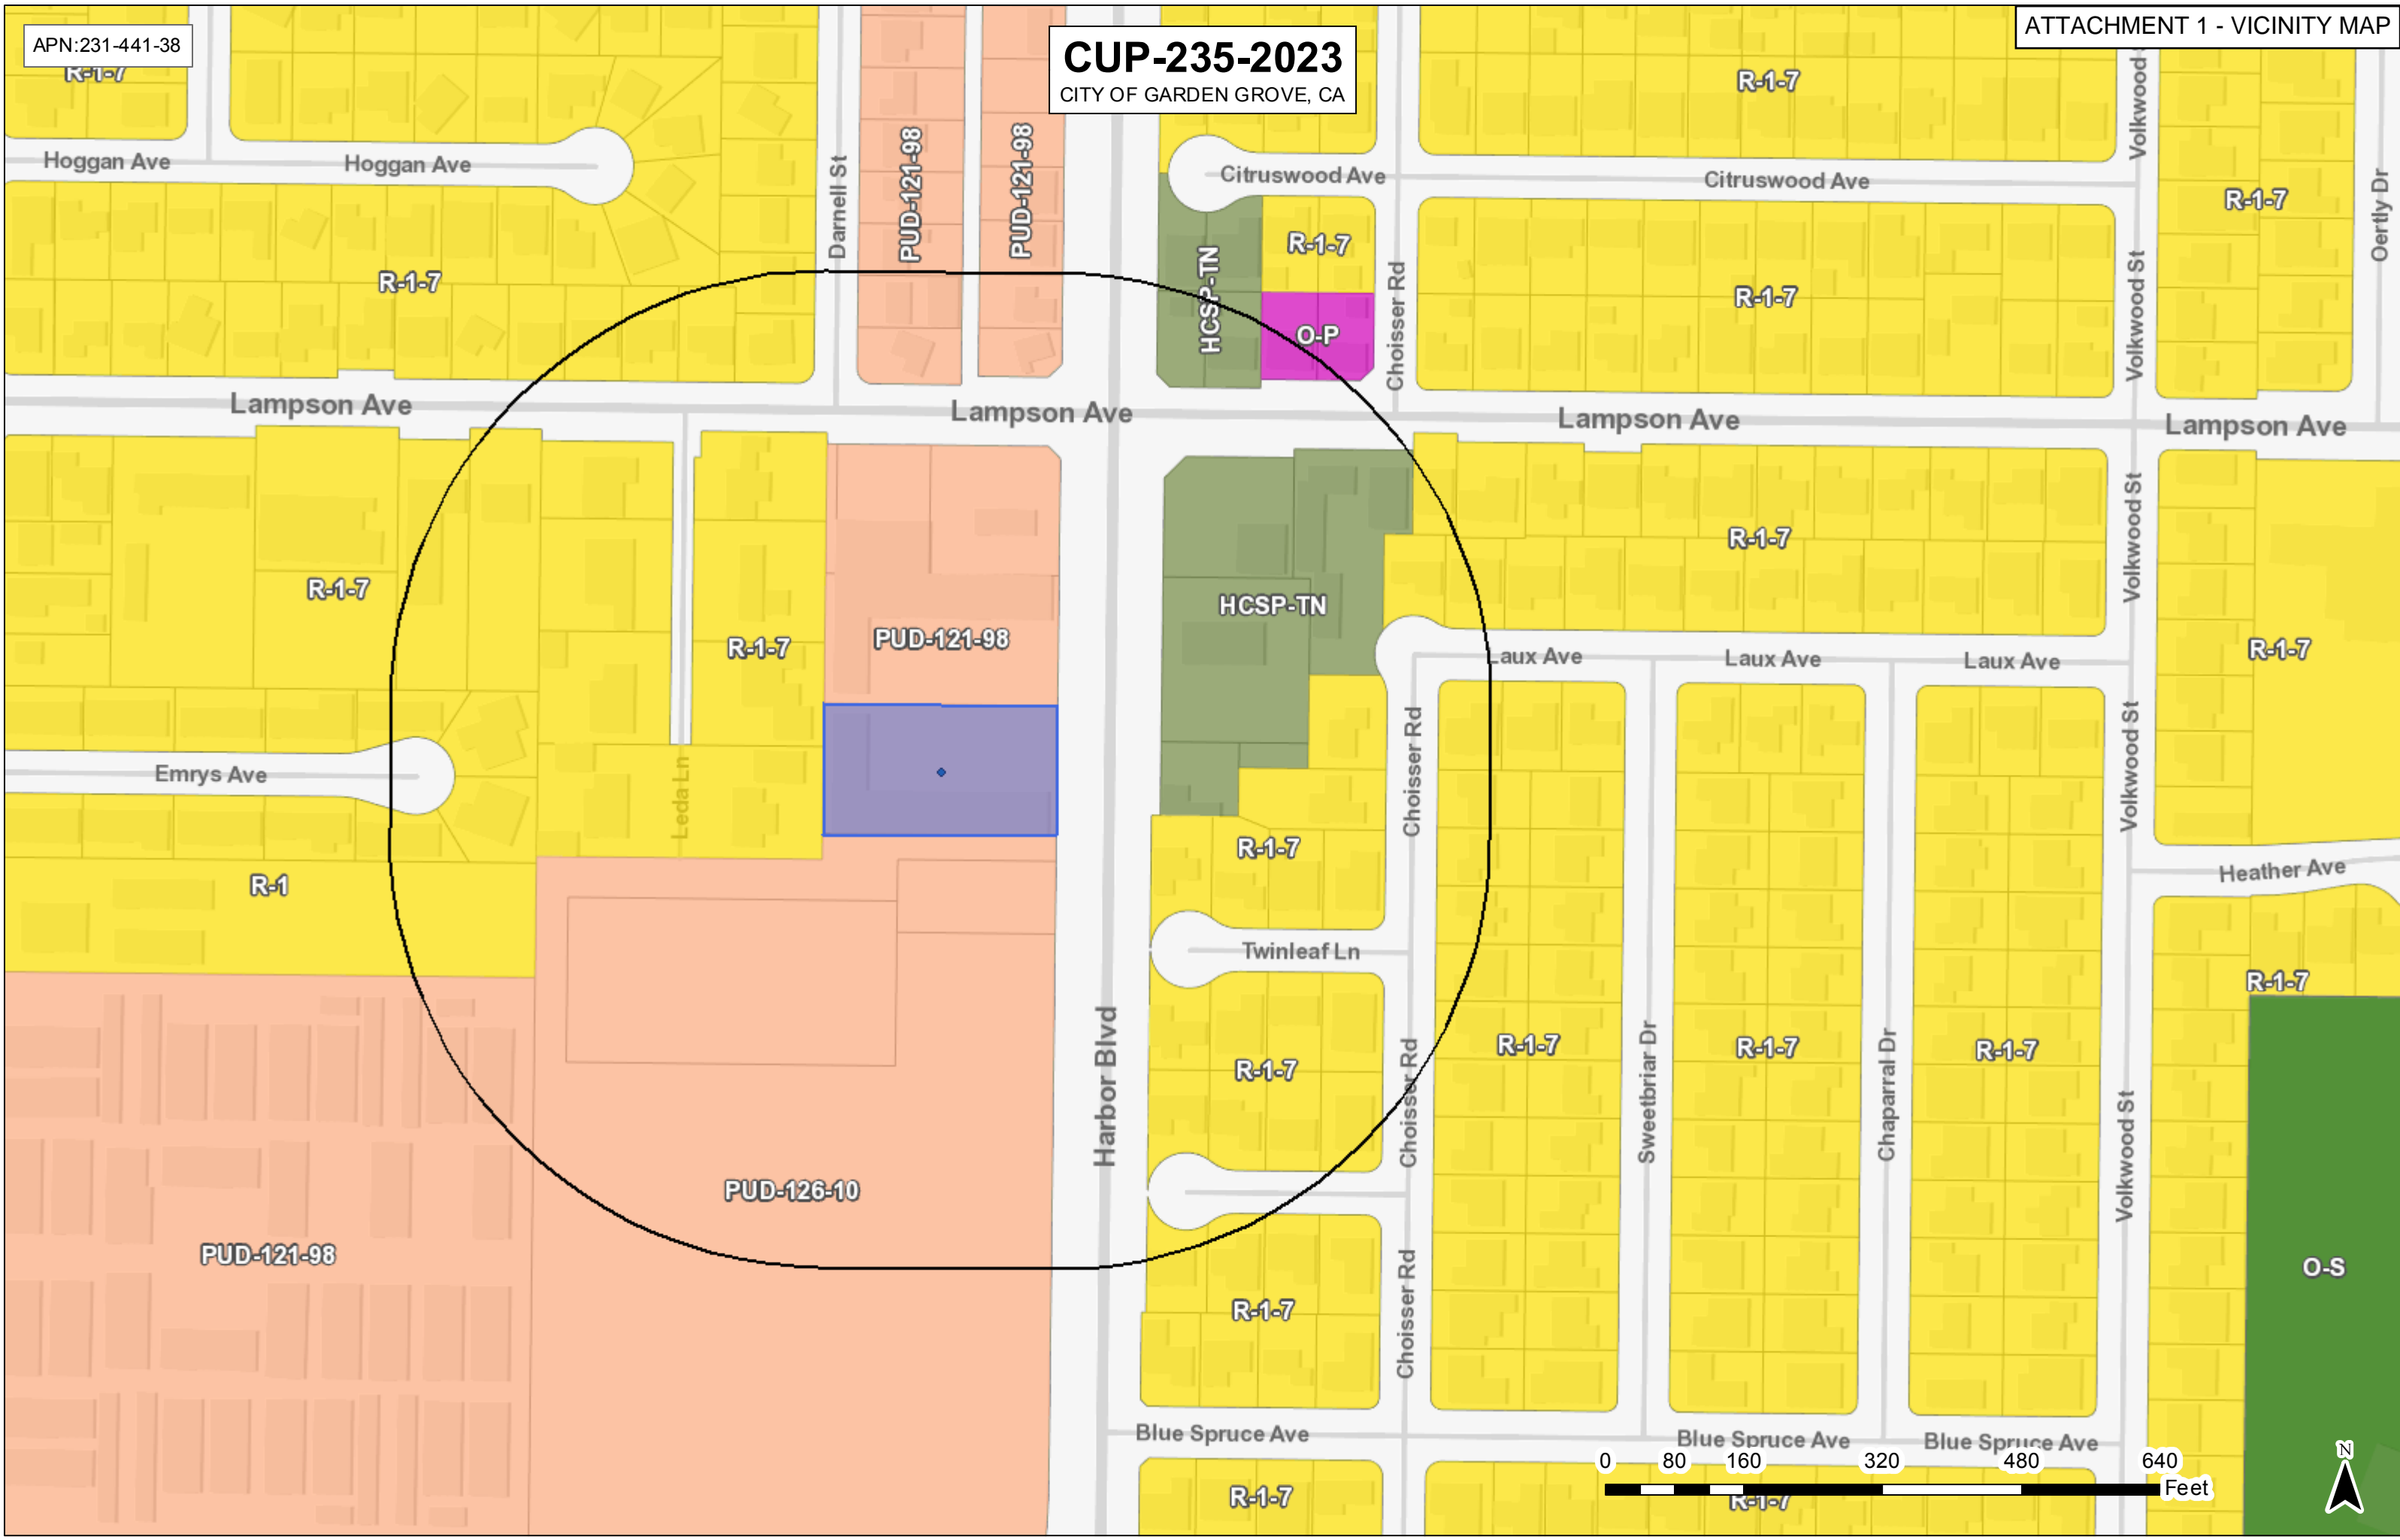 APN:231-441-38
CUP-235-2023
CITY OF GARDEN GROVE, CA
ATTACHMENT 1 - VICINITY MAP
R-1-7
R-1-7
Volkwood
Hoggan Ave
Hoggan Ave
Darnell St
PUD-121-98
PUD-121-98
Citruswood Ave
Citruswood Ave
R-1-7
Oertly Dr
R-1-7
HCSP-TN
R-1-7
Choisser Rd
R-1-7
Volkwood St
O-P
Lampson Ave
Lampson Ave
Lampson Ave
Lampson Ave
R-1-7
R-1-7
PUD-121-98
HCSP-TN
R-1-7
Volkwood St
R-1-7
Laux Ave
Laux Ave
Laux Ave
Emrys Ave
Leda Ln
Choisser Rd
Volkwood St
R-1-7
R-1
Heather Ave
Twinleaf Ln
R-1-7
Harbor Blvd
R-1-7
Choisser Rd
R-1-7
Sweetbriar Dr
R-1-7
Chaparral Dr
R-1-7
Volkwood St
PUD-126-10
PUD-121-98
R-1-7
Choisser Rd
O-S
Blue Spruce Ave
Blue Spruce Ave
Blue Spruce Ave
R-1-7
R-1-7
0 80 160 320 480 640
Feet
N